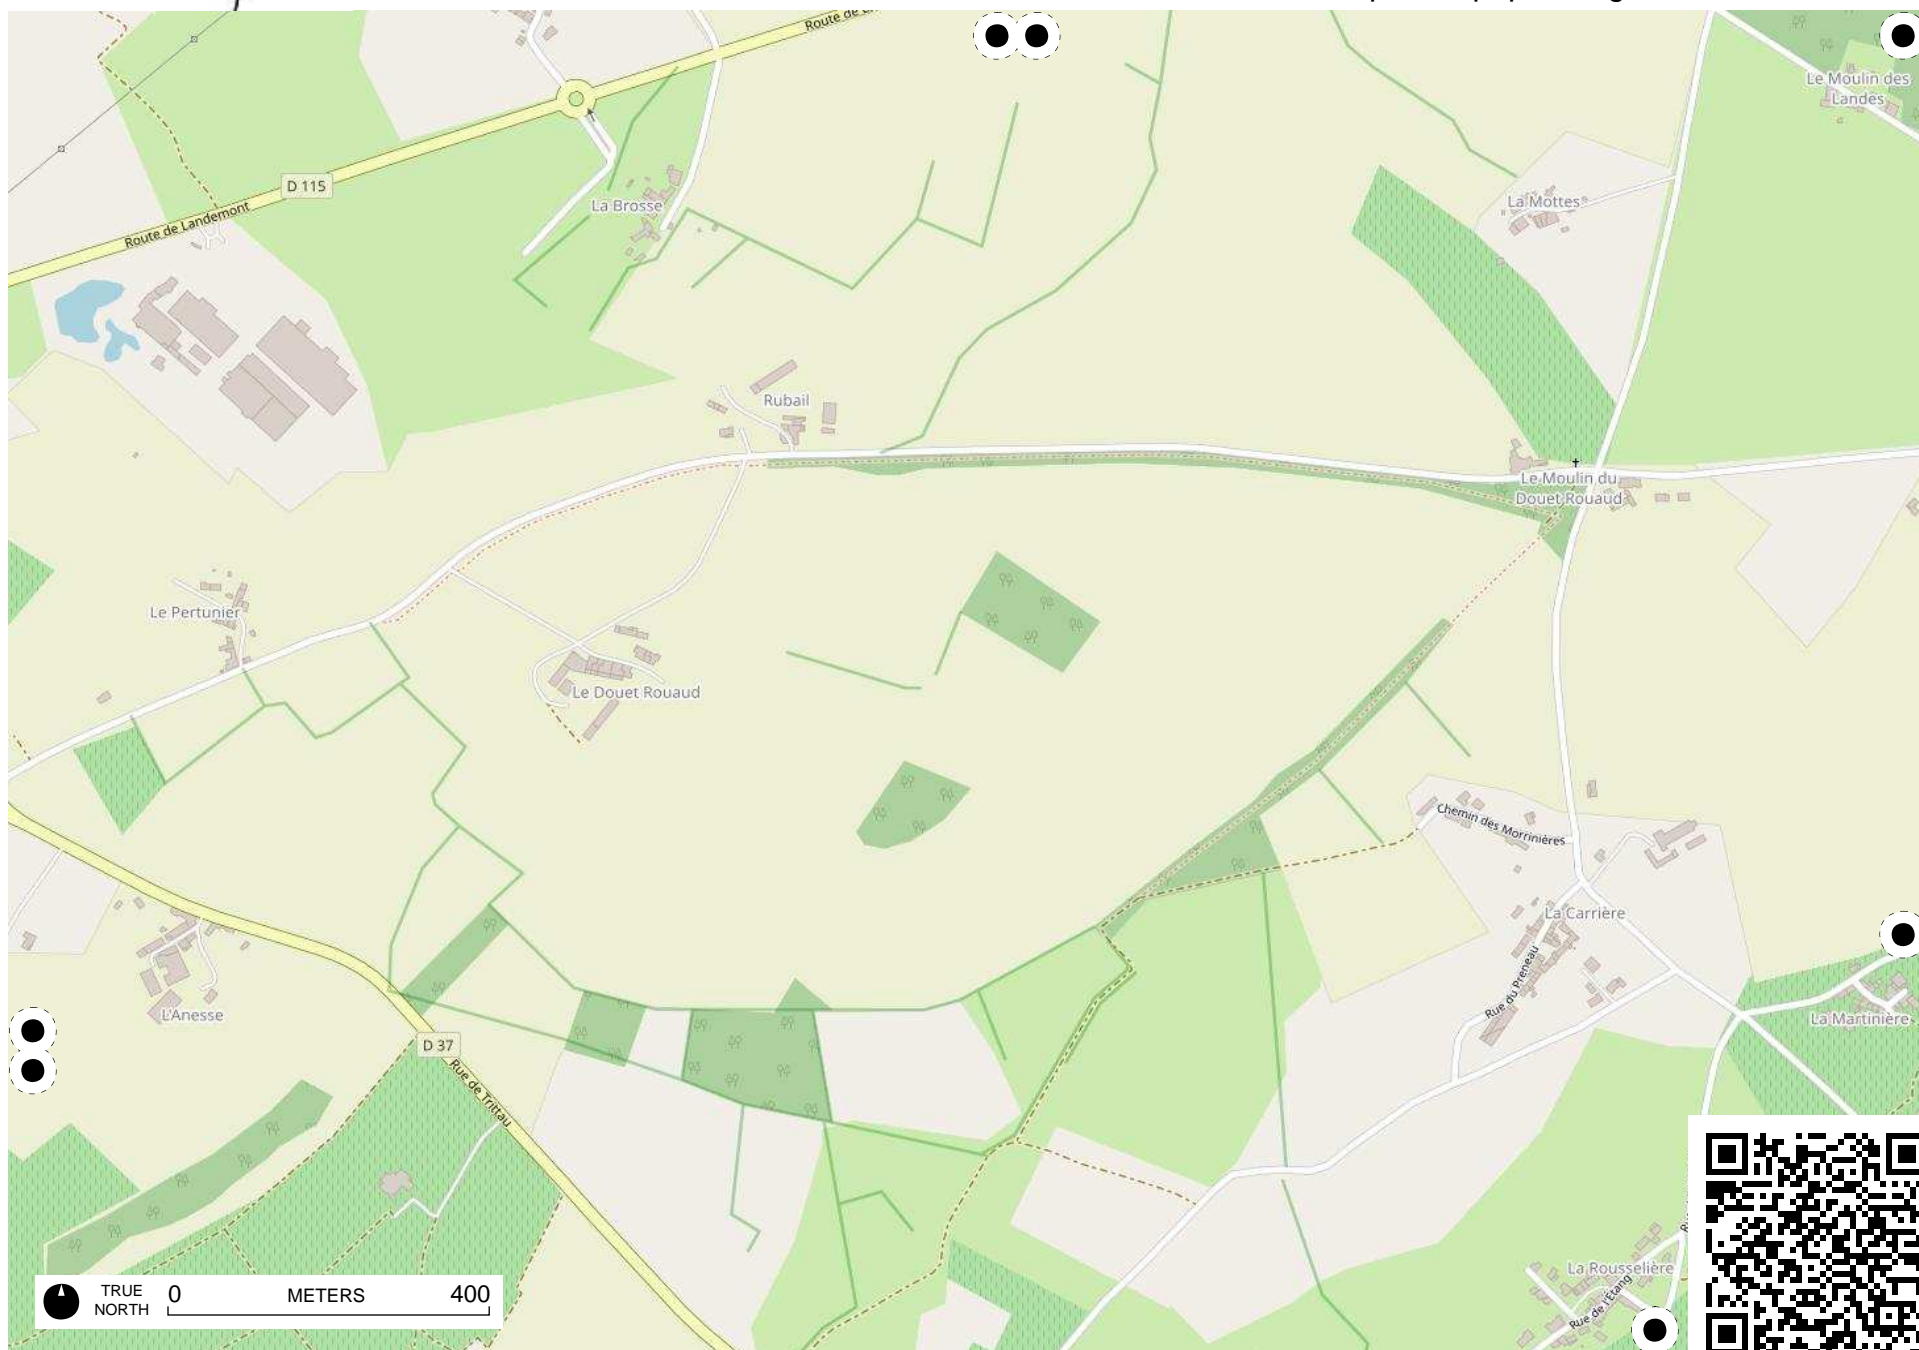 Route de
Le Moulin des
Landes
D 115
La Brosse
La Mottes
Route de Landemont
Rubail
Le Moulin du
Douet Rouaud
Le Pertunier
Le Douet Rouaud
Chemin des Morrinières
La Carrière
Rue du Preneau
L'Anesse
La Martinière
D 37
Rue de Trittau
La Rousselière
Rue de l'Étang
TRUE
NORTH
0 METERS 400